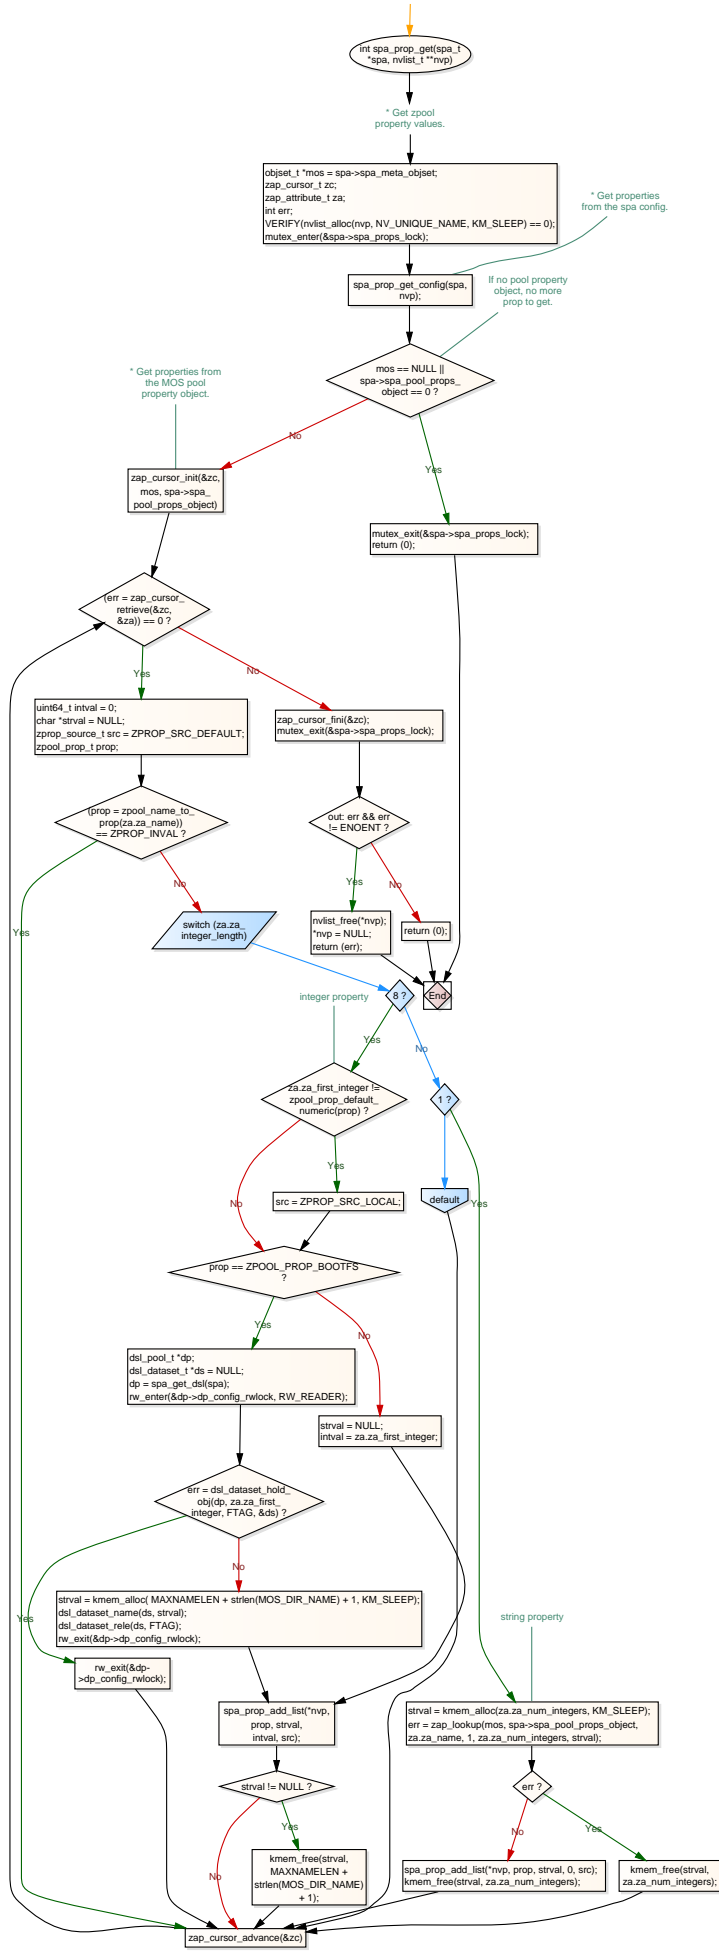 int spa_prop_get(spa_t
*spa, nvlist_t **nvp)
* Get zpool
property values.
objset_t *mos = spa->spa_meta_objset;
zap_cursor_t zc;
zap_attribute_t za;
int err;
VERIFY(nvlist_alloc(nvp, NV_UNIQUE_NAME, KM_SLEEP) == 0);
mutex_enter(&spa->spa_props_lock);
* Get properties
from the spa config.
spa_prop_get_config(spa,
nvp);
If no pool property
object, no more
prop to get.
mos == NULL ||
spa->spa_pool_props_
object == 0 ?
* Get properties from
the MOS pool
property object.
No
Yes
zap_cursor_init(&zc,
mos, spa->spa_
pool_props_object)
mutex_exit(&spa->spa_props_lock);
return (0);
(err = zap_cursor_
retrieve(&zc,
&za)) == 0 ?
Yes
No
uint64_t intval = 0;
char *strval = NULL;
zprop_source_t src = ZPROP_SRC_DEFAULT;
zpool_prop_t prop;
zap_cursor_fini(&zc);
mutex_exit(&spa->spa_props_lock);
(prop = zpool_name_to_
prop(za.za_name))
== ZPROP_INVAL ?
out: err && err
!= ENOENT ?
No
Yes
No
Yes
switch (za.za_
integer_length)
nvlist_free(*nvp);
*nvp = NULL;
return (err);
return (0);
integer property
8 ?
End
Yes
No
za.za_first_integer !=
zpool_prop_default_
numeric(prop) ?
1 ?
Yes
No
src = ZPROP_SRC_LOCAL;
default
Yes
prop == ZPOOL_PROP_BOOTFS
?
Yes
No
dsl_pool_t *dp;
dsl_dataset_t *ds = NULL;
dp = spa_get_dsl(spa);
rw_enter(&dp->dp_config_rwlock, RW_READER);
strval = NULL;
intval = za.za_first_integer;
err = dsl_dataset_hold_
obj(dp, za.za_first_
integer, FTAG, &ds) ?
No
Yes
strval = kmem_alloc( MAXNAMELEN + strlen(MOS_DIR_NAME) + 1, KM_SLEEP);
dsl_dataset_name(ds, strval);
dsl_dataset_rele(ds, FTAG);
rw_exit(&dp->dp_config_rwlock);
string property
rw_exit(&dp-
>dp_config_rwlock);
spa_prop_add_list(*nvp,
prop, strval,
intval, src);
strval = kmem_alloc(za.za_num_integers, KM_SLEEP);
err = zap_lookup(mos, spa->spa_pool_props_object,
za.za_name, 1, za.za_num_integers, strval);
strval != NULL ?
err ?
Yes
No
No
Yes
kmem_free(strval,
MAXNAMELEN +
strlen(MOS_DIR_NAME)
+ 1);
spa_prop_add_list(*nvp, prop, strval, 0, src);
kmem_free(strval, za.za_num_integers);
kmem_free(strval,
za.za_num_integers);
zap_cursor_advance(&zc)